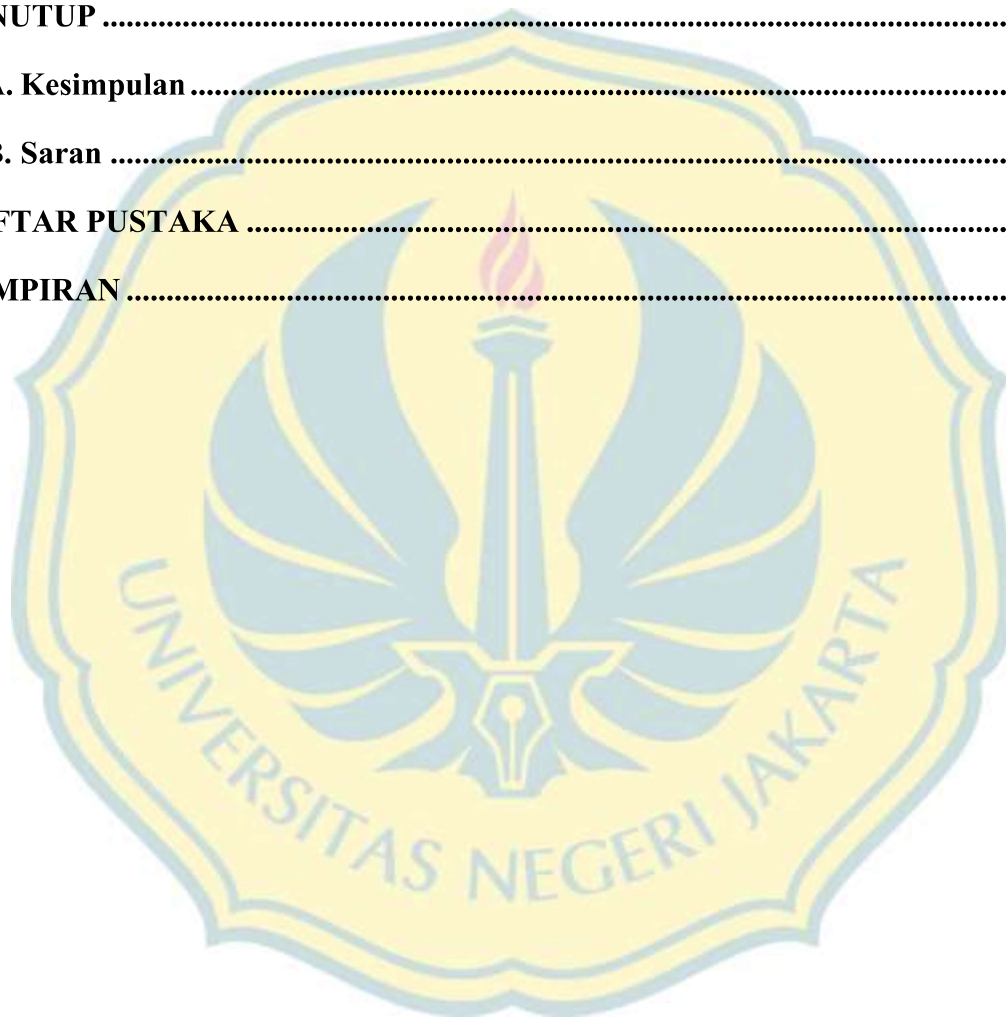 NUTUP ........................................................................................................
A. Kesimpulan ........................................................................................................
B. Saran ........................................................................................................
FTAR PUSTAKA ........................................................................................................
MPIRAN ........................................................................................................
UNIVERSITAS NEGERI JAKARTA